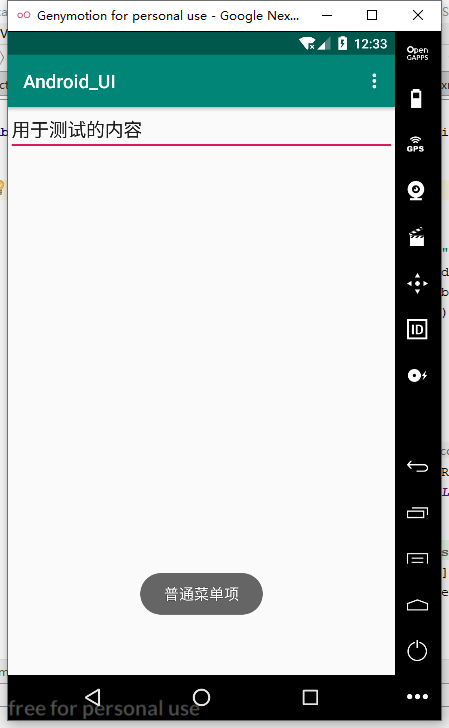 Genymotion for personal use - Google Nex...
12:33
Android_UI
用于测试的内容
普通菜单项
Open
GAPPS
GPS
ID
free for personal use